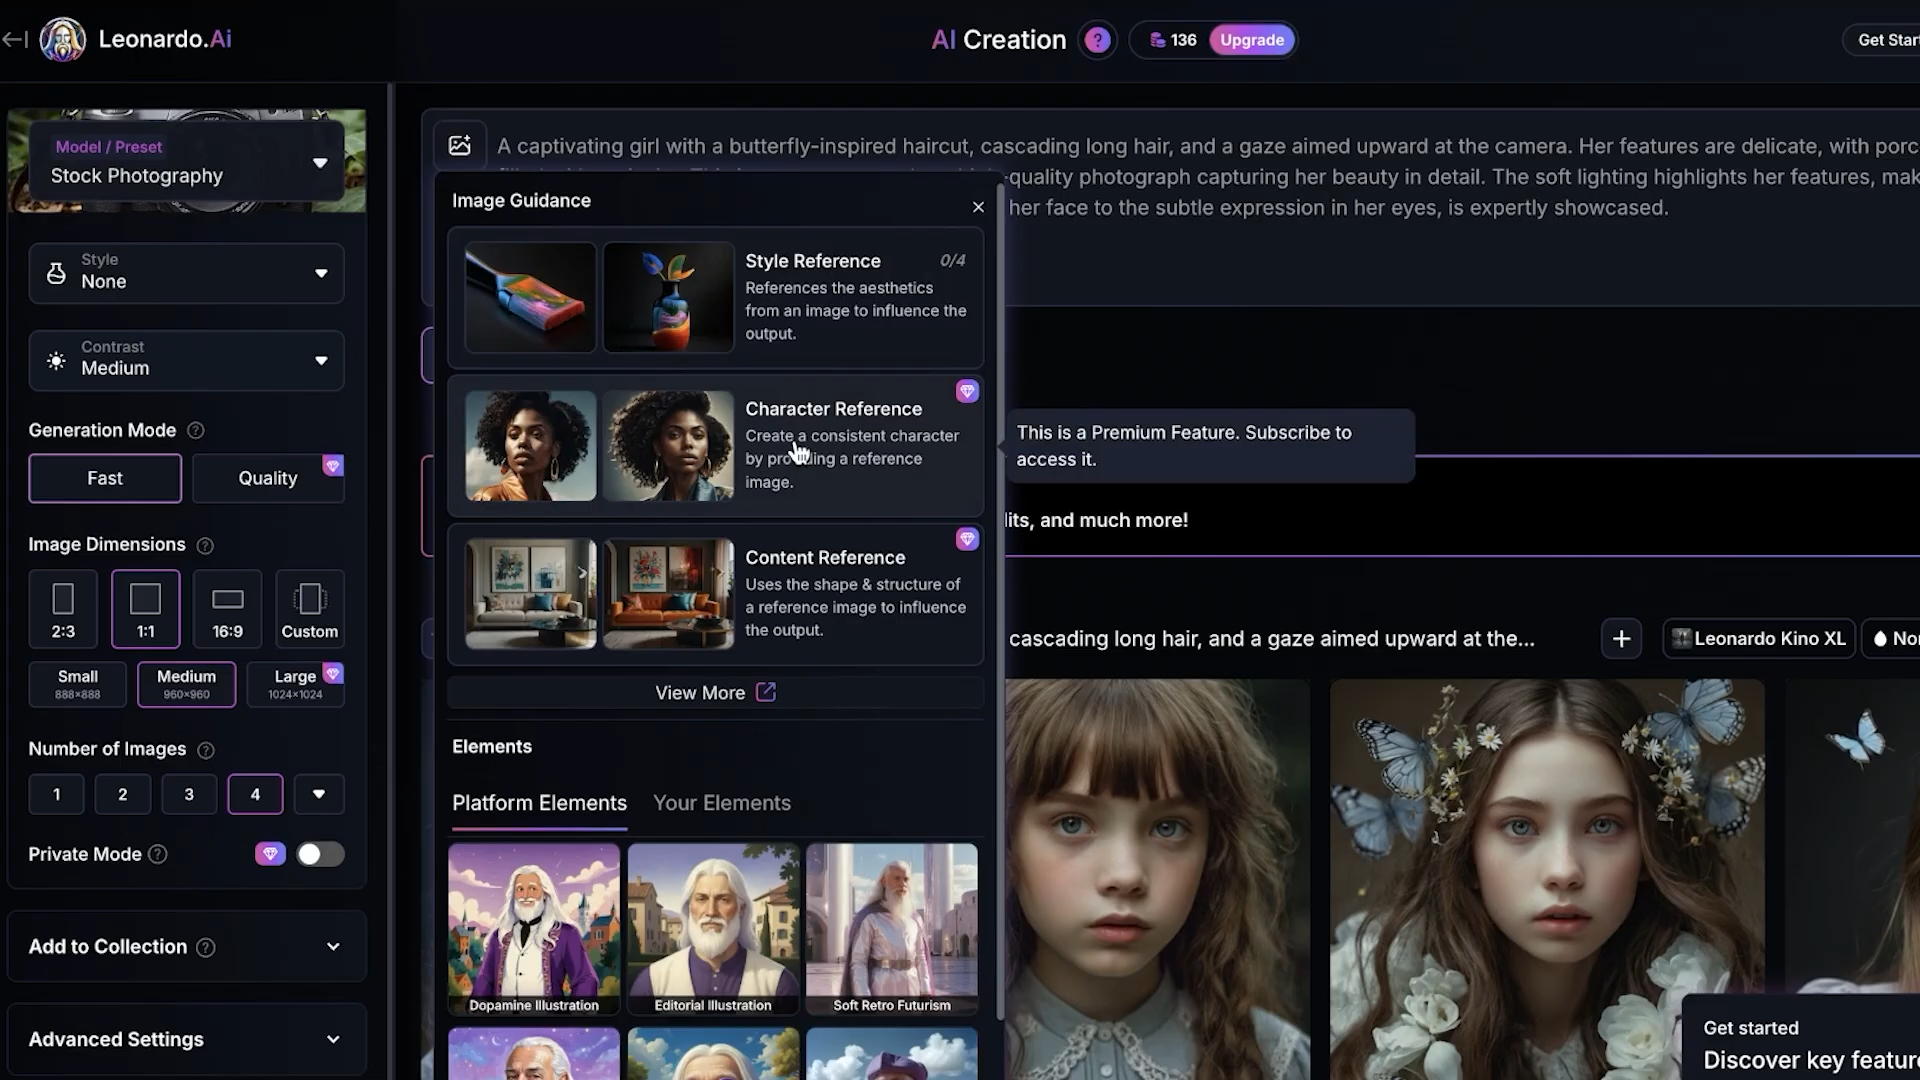 Leonardo.Ai
AI Creation
?
136
Upgrade
Get Start
Model / Preset
Stock Photography
Style
None
Contrast
Medium
Generation Mode ?
Fast
Quality
Image Dimensions ?
2:3
1:1
16:9
Custom
Small
888×888
Medium
960×960
Large
1024×1024
Number of Images ?
1
2
3
4
Private Mode ?
Add to Collection ?
Advanced Settings
A captivating girl with a butterfly-inspired haircut, cascading long hair, and a gaze aimed upward at the camera. Her features are delicate, with porc
-quality photograph capturing her beauty in detail. The soft lighting highlights her features, mak
her face to the subtle expression in her eyes, is expertly showcased.
Image Guidance
Style Reference
0/4
References the aesthetics
from an image to influence the
output.
Character Reference
Create a consistent character
by providing a reference
image.
This is a Premium Feature. Subscribe to
access it.
Content Reference
Uses the shape & structure of
a reference image to influence
the output.
View More
Elements
Platform Elements
Your Elements
Dopamine Illustration
Editorial Illustration
Soft Retro Futurism
lits, and much more!
cascading long hair, and a gaze aimed upward at the...
Leonardo Kino XL
Nor
Get started
Discover key feature